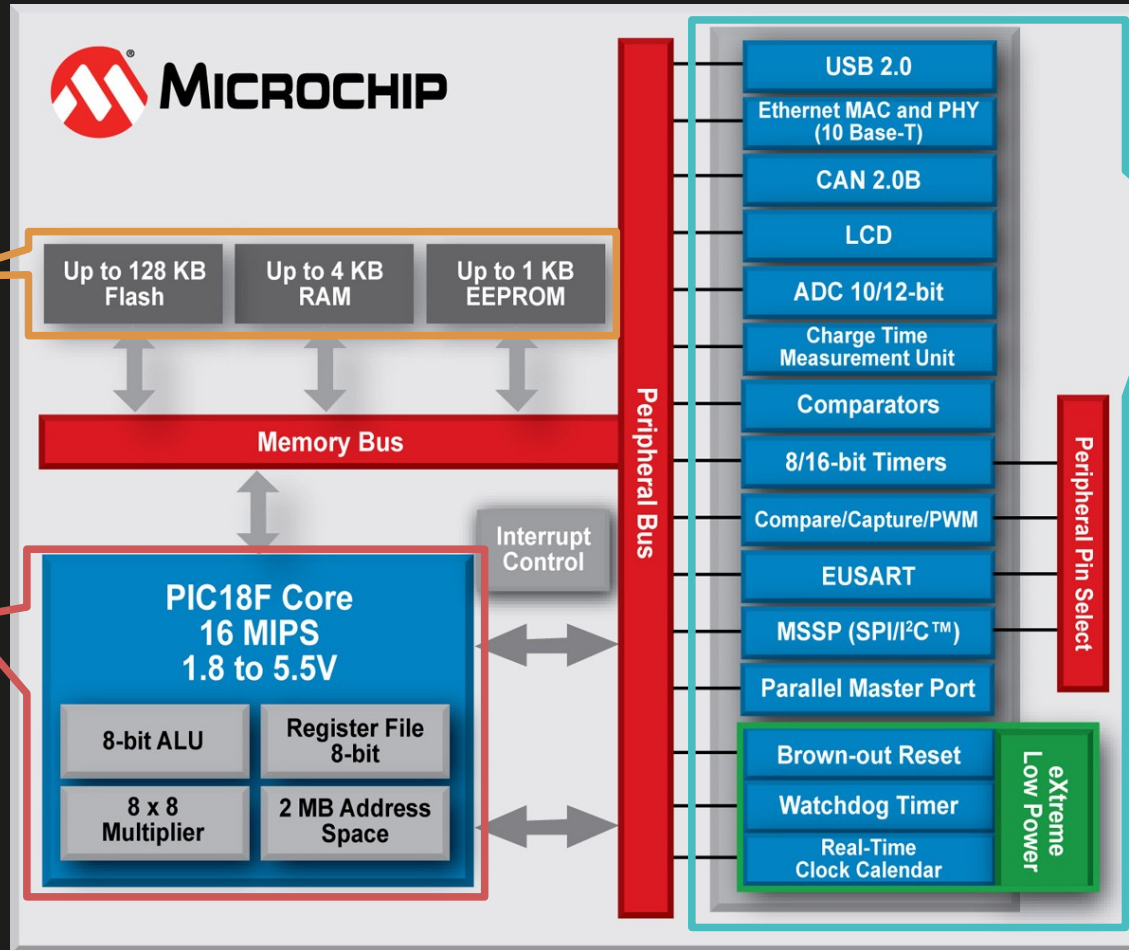 MICROCHIP
®
Up to 128 KB
Flash
Up to 4 KB
RAM
Up to 1 KB
EEPROM
Memory Bus
Interrupt
Control
PIC18F Core
16 MIPS
1.8 to 5.5V
8-bit ALU
Register File
8-bit
8 x 8
Multiplier
2 MB Address
Space
Peripheral Bus
USB 2.0
Ethernet MAC and PHY
(10 Base-T)
CAN 2.0B
LCD
ADC 10/12-bit
Charge Time
Measurement Unit
Comparators
8/16-bit Timers
Compare/Capture/PWM
EUSART
MSSP (SPI/I²C™)
Parallel Master Port
Brown-out Reset
Watchdog Timer
Real-Time
Clock Calendar
Peripheral Pin Select
eXtreme
Low Power